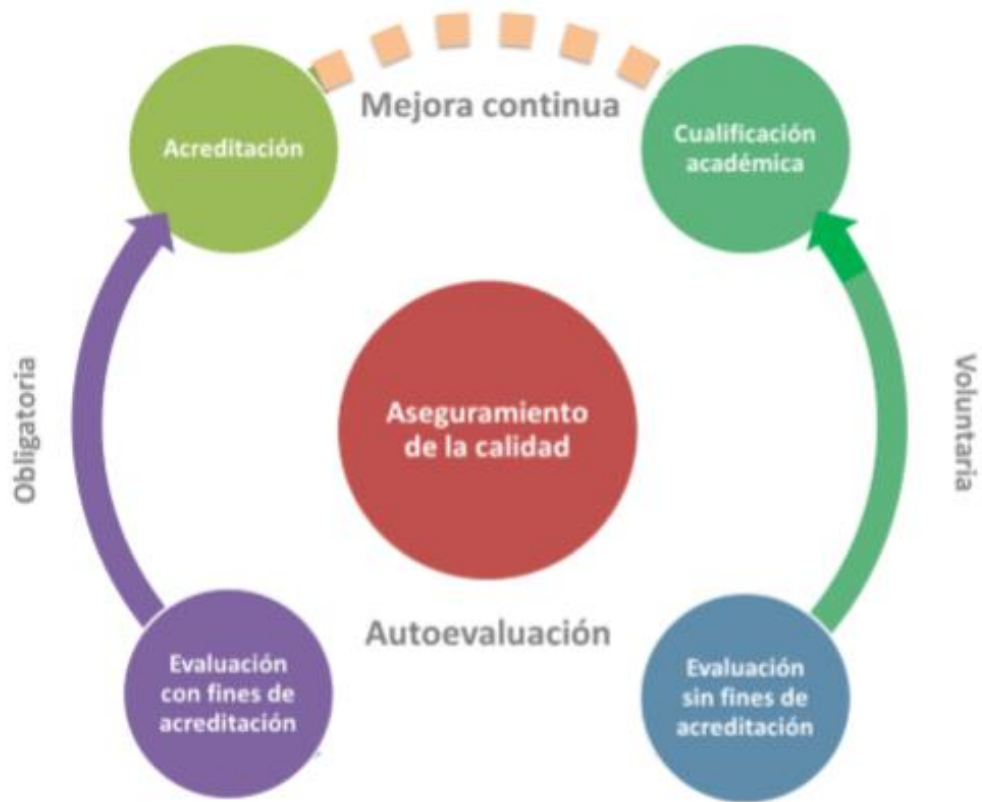 Mejora continua
Acreditación
Cualificación
académica
Obligatoria
Aseguramiento
de la calidad
Voluntaria
Autoevaluación
Evaluación
con fines de
acreditación
Evaluación
sin fines de
acreditación